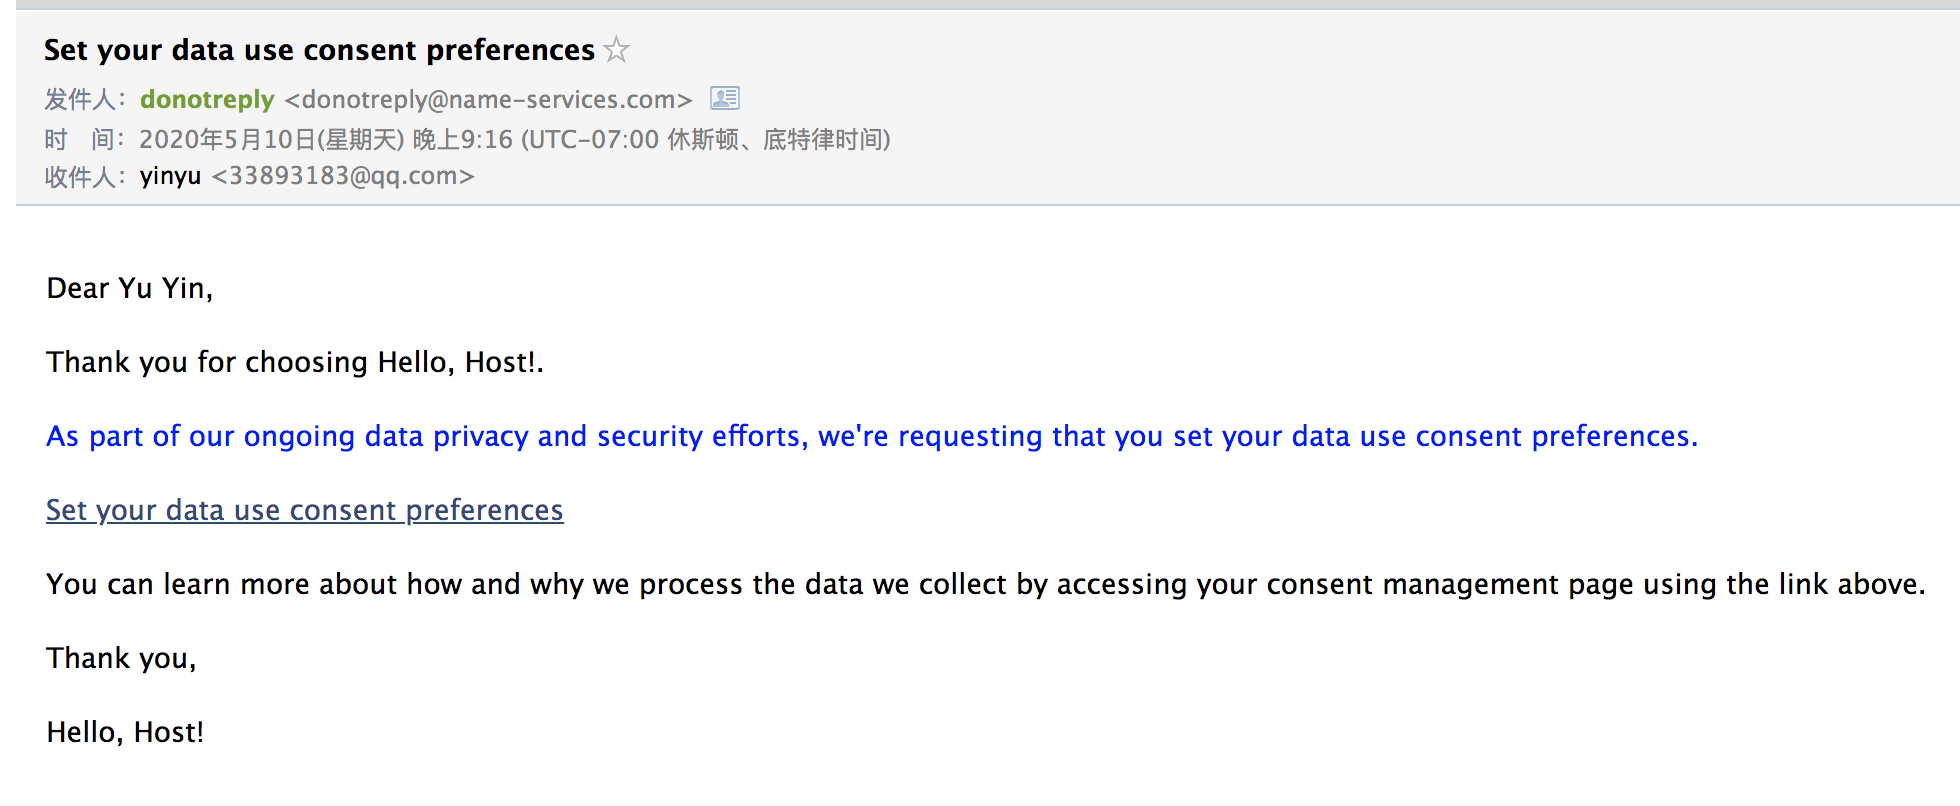 Set your data use consent preferences
发件人：donotreply <donotreply@name-services.com>
时 间：2020年5月10日(星期天) 晚上9:16 (UTC-07:00 休斯顿、底特律时间)
收件人：yinyu <33893183@qq.com>
Dear Yu Yin,
Thank you for choosing Hello, Host!.
As part of our ongoing data privacy and security efforts, we're requesting that you set your data use consent preferences.
Set your data use consent preferences
You can learn more about how and why we process the data we collect by accessing your consent management page using the link above.
Thank you,
Hello, Host!